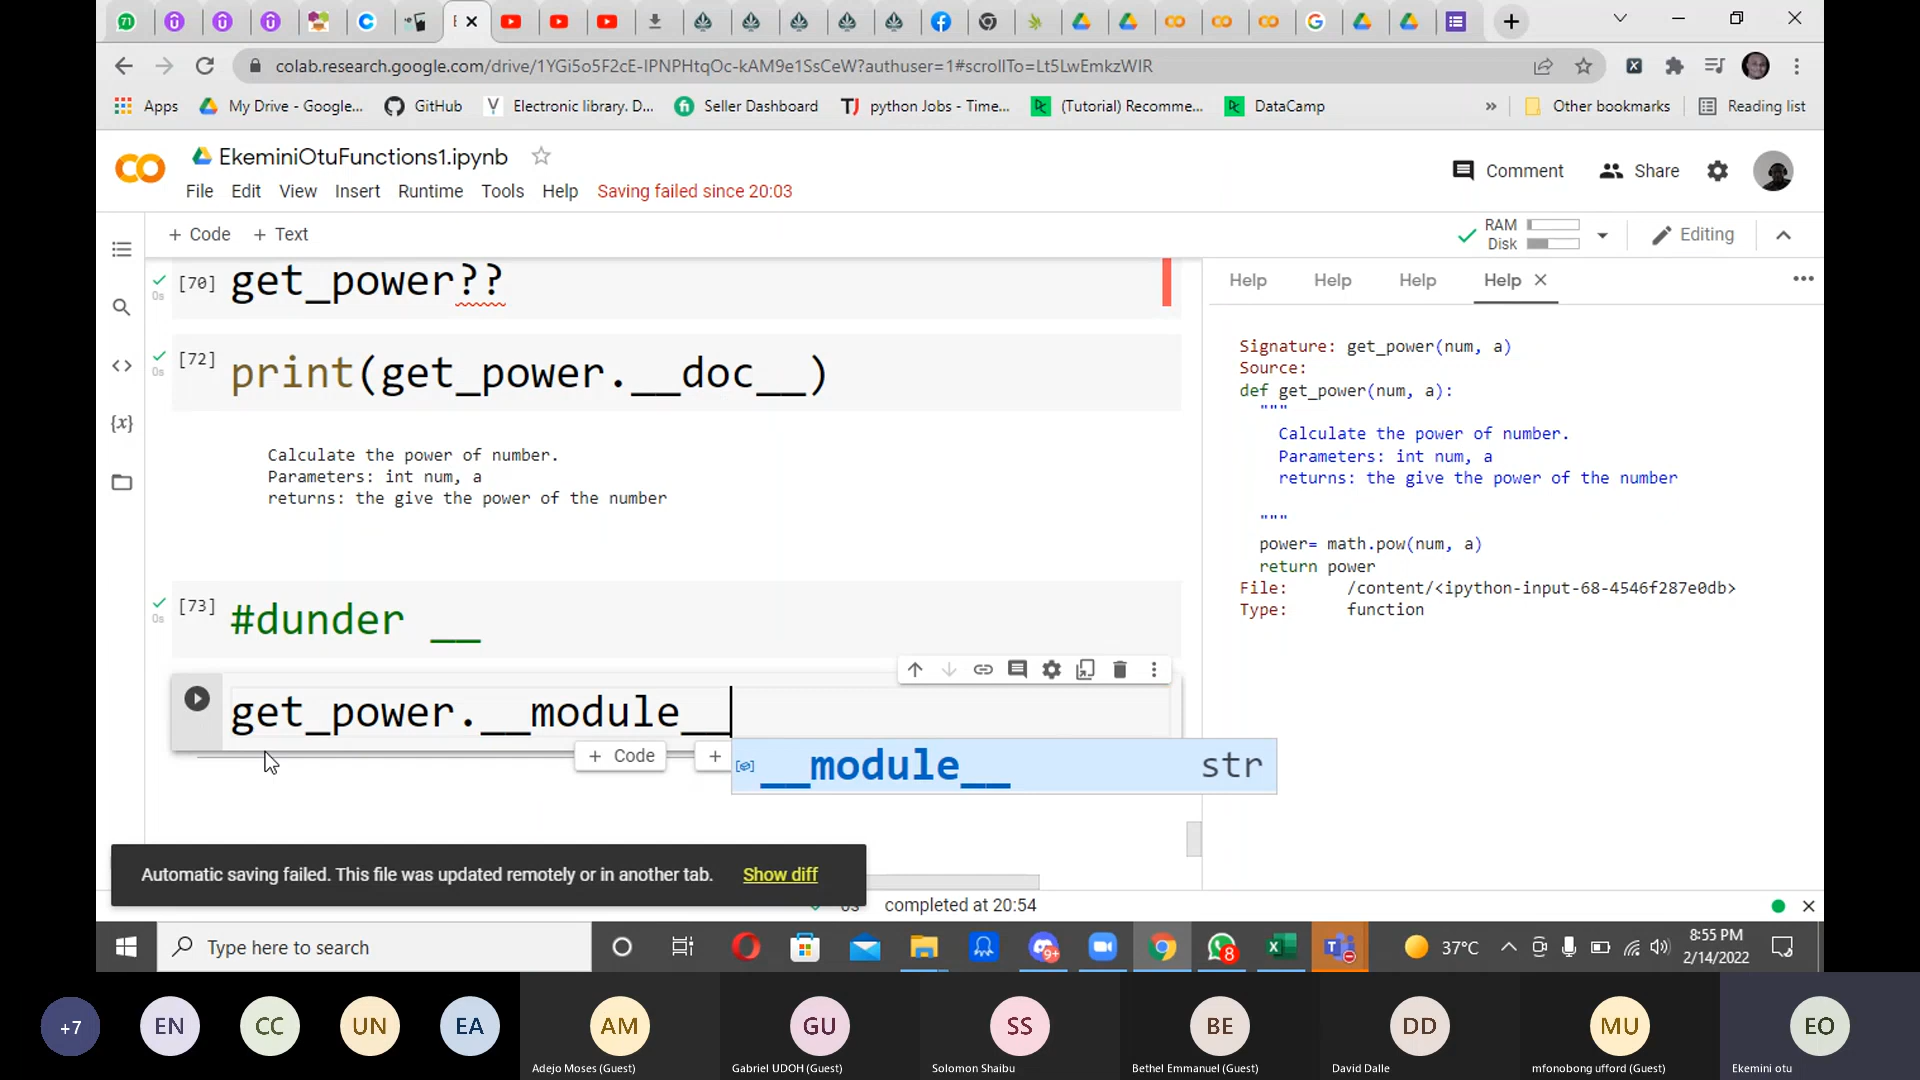 71
colab.research.google.com/drive/1YGi5o5F2cE-IPNPHtqOc-kAM9e1SsCeW?authuser=1#scrollTo=Lt5LwEmkzWIR
Apps
My Drive - Google...
GitHub
Electronic library. D...
Seller Dashboard
python Jobs - Time...
(Tutorial) Recomme...
DataCamp
»
Other bookmarks
Reading list
EkeminiOtuFunctions1.ipynb
Comment
Share
File Edit View Insert Runtime Tools Help Saving failed since 20:03
+ Code + Text
RAM
Disk
Editing
[70] get_power??
[72] print(get_power.__doc__)
Calculate the power of number.
Parameters: int num, a
returns: the give the power of the number
[73] #dunder __
get_power.__module__
+ Code
+
__module__ str
Help Help Help Help
Signature: get_power(num, a)
Source:
def get_power(num, a):
"""
Calculate the power of number.
Parameters: int num, a
returns: the give the power of the number
"""
power= math.pow(num, a)
return power
File: /content/<ipython-input-68-4546f287e0db>
Type: function
Automatic saving failed. This file was updated remotely or in another tab. Show diff
0s completed at 20:54
Type here to search
9+
8
37°C
8:55 PM
2/14/2022
+7
EN
CC
UN
EA
AM
GU
SS
BE
DD
MU
EO
Adejo Moses (Guest)
Gabriel UDOH (Guest)
Solomon Shaibu
Bethel Emmanuel (Guest)
David Dalle
mfonobong ufford (Guest)
Ekemini otu